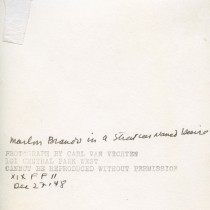 Marlon Brando in a Streetcar Named Desire
PHOTOGRAPH BY CARL VAN VECHTEN
101 CENTRAL PARK WEST
CANNOT BE REPRODUCED WITHOUT PERMISSION
XIX F F 11
Dec 27 '48